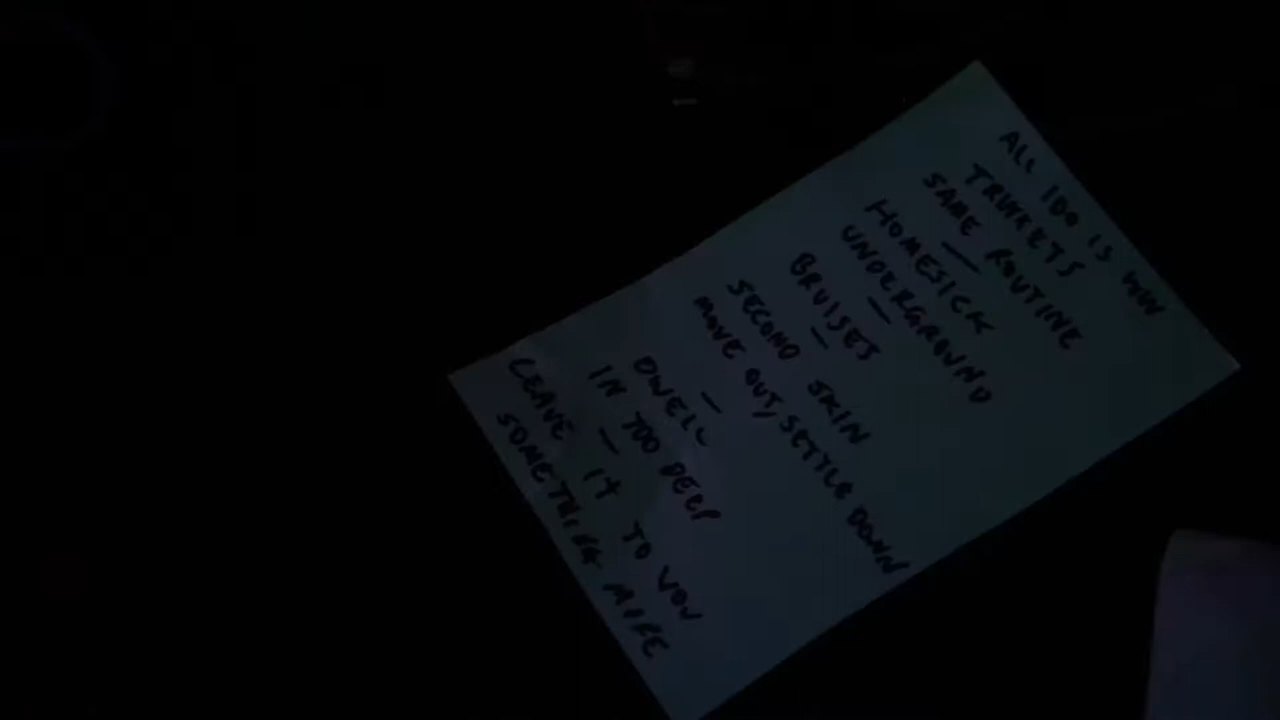 ALL I DO IS WIN
TRINKETS
SAME ROUTINE
—
HOMESICK
UNDERGROUND
—
BRUISES
—
SECOND SKIN
MOVE OUT, SETTLE DOWN
—
DWELL
IN TOO DEEP
—
LEAVE IT TO YOU
SOMETHING MORE